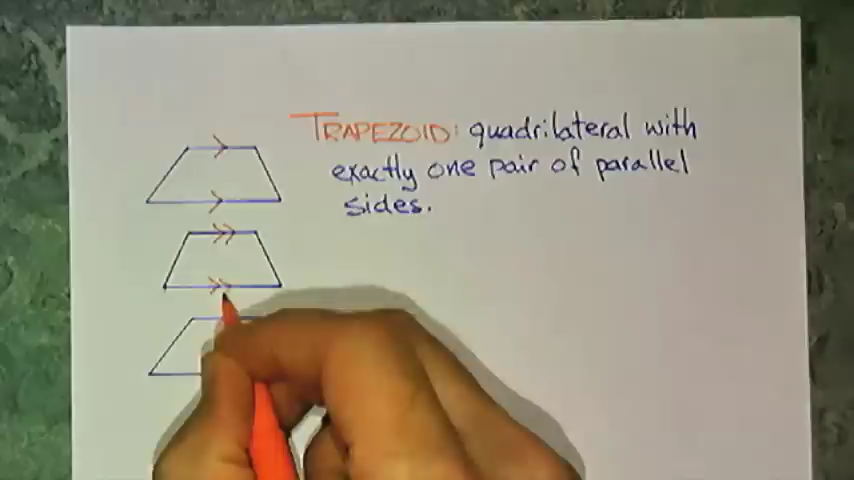 TRAPEZOID: quadrilateral with
exactly one pair of parallel
sides.